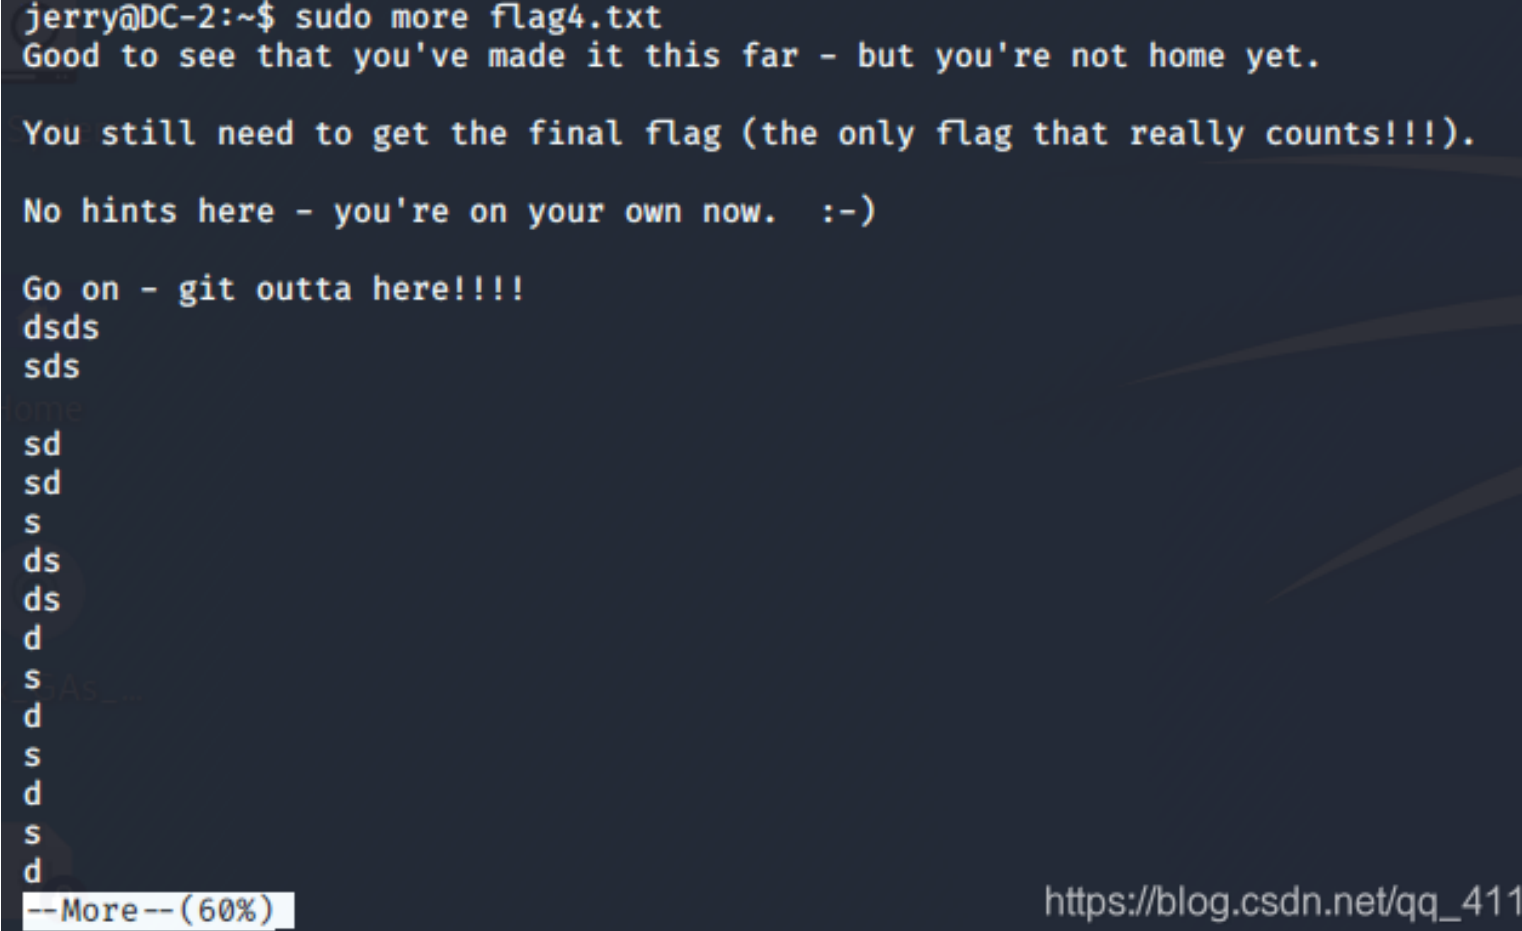 jerry@DC-2:~$ sudo more flag4.txt
Good to see that you've made it this far - but you're not home yet.
You still need to get the final flag (the only flag that really counts!!!).
No hints here - you're on your own now.  :-)
Go on - git outta here!!!!
dsds
sds
Home
sd
sd
s
ds
ds
d
s
d
s
d
s
d
--More--(60%)
https://blog.csdn.net/qq_411